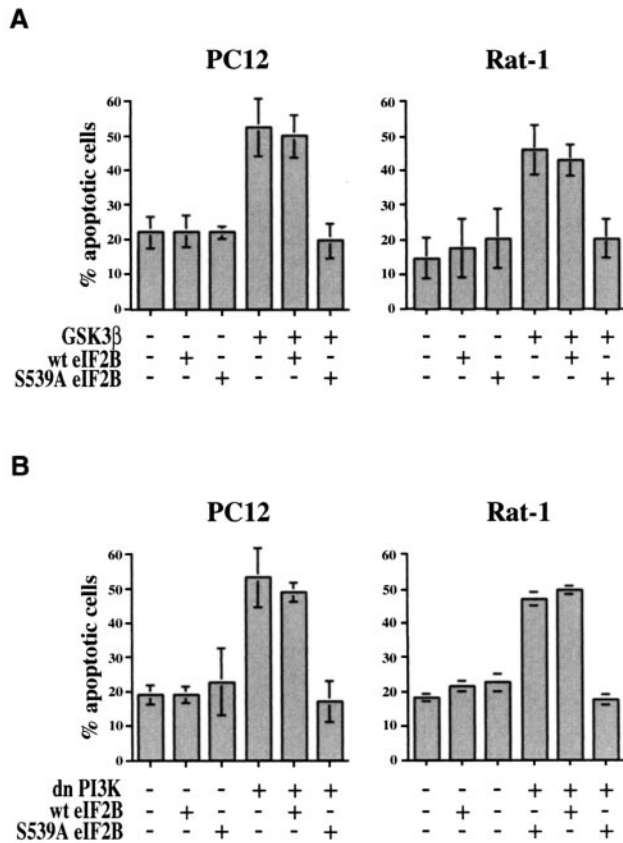 A
PC12
Rat-1
% apoptotic cells
60 60
50 50
40 40
30 30
20 20
10 10
0 0
GSK3β - - - + + + - - - + + +
wt eIF2B - + - - + - - + - - + -
S539A eIF2B - - + - - + - - + - - +
B
PC12
Rat-1
% apoptotic cells
60 60
50 50
40 40
30 30
20 20
10 10
0 0
dn PI3K - - - + + + - - - + + +
wt eIF2B - + - - + - - + - - + -
S539A eIF2B - - + - - + - - - + - +